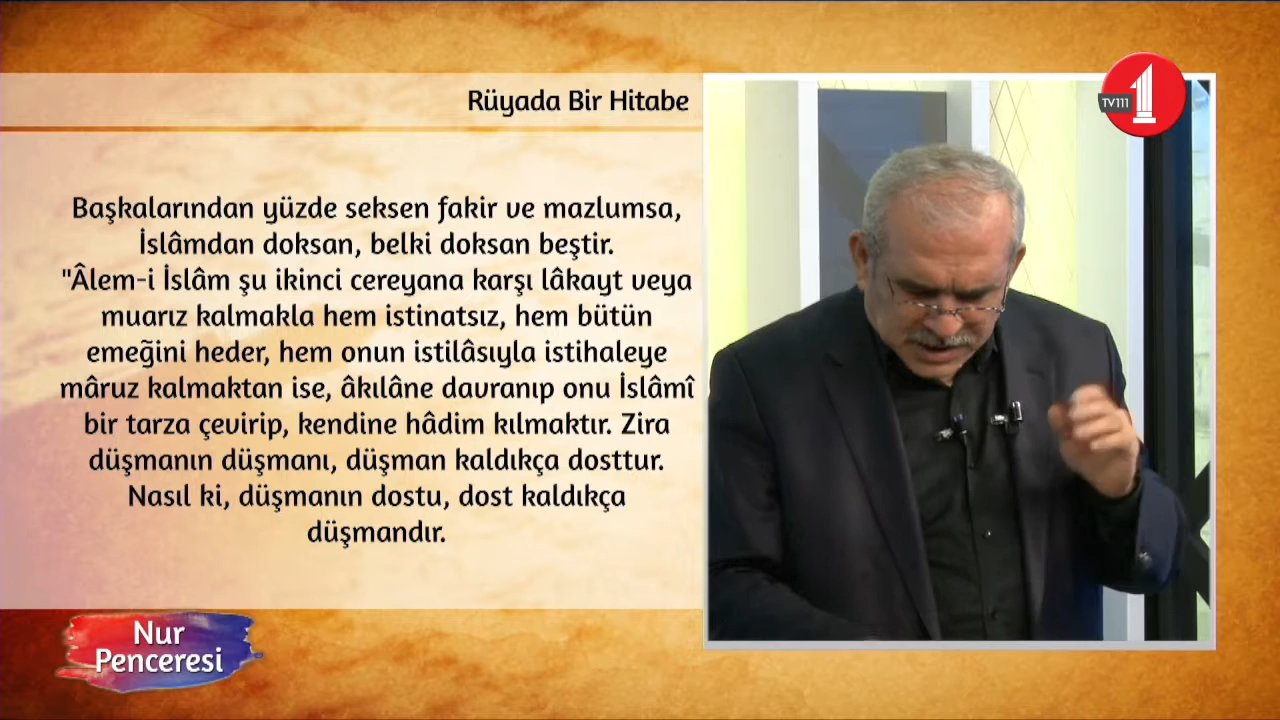 Rüyada Bir Hitabe
Başkalarından yüzde seksen fakir ve mazlumsa,
İslâmdan doksan, belki doksan beştir.
"Âlem-i İslâm şu ikinci cereyana karşı lâkayt veya
muarız kalmakla hem istinatsız, hem bütün
emeğini heder, hem onun istilâsıyla istihaleye
mâruz kalmaktan ise, âkılâne davranıp onu İslâmî
bir tarza çevirip, kendine hâdim kılmaktır. Zira
düşmanın düşmanı, düşman kaldıkça dosttur.
Nasıl ki, düşmanın dostu, dost kaldıkça
düşmandır.
TV111
1
Nur
Penceresi